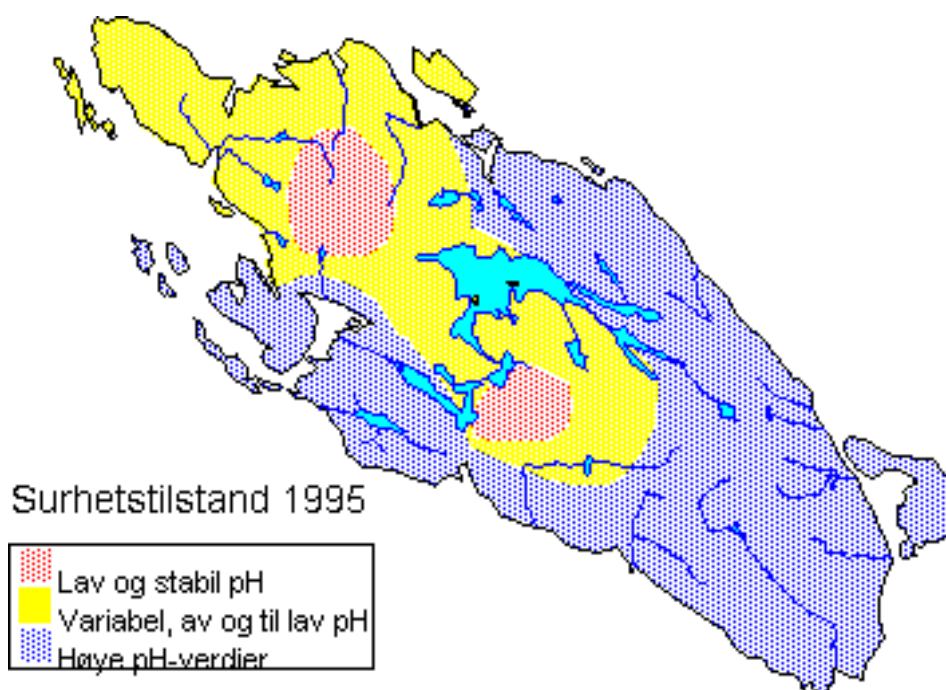 Surhetstilstand 1995
Lav og stabil pH
Variabel, av og til lav pH
Høye pH-verdier